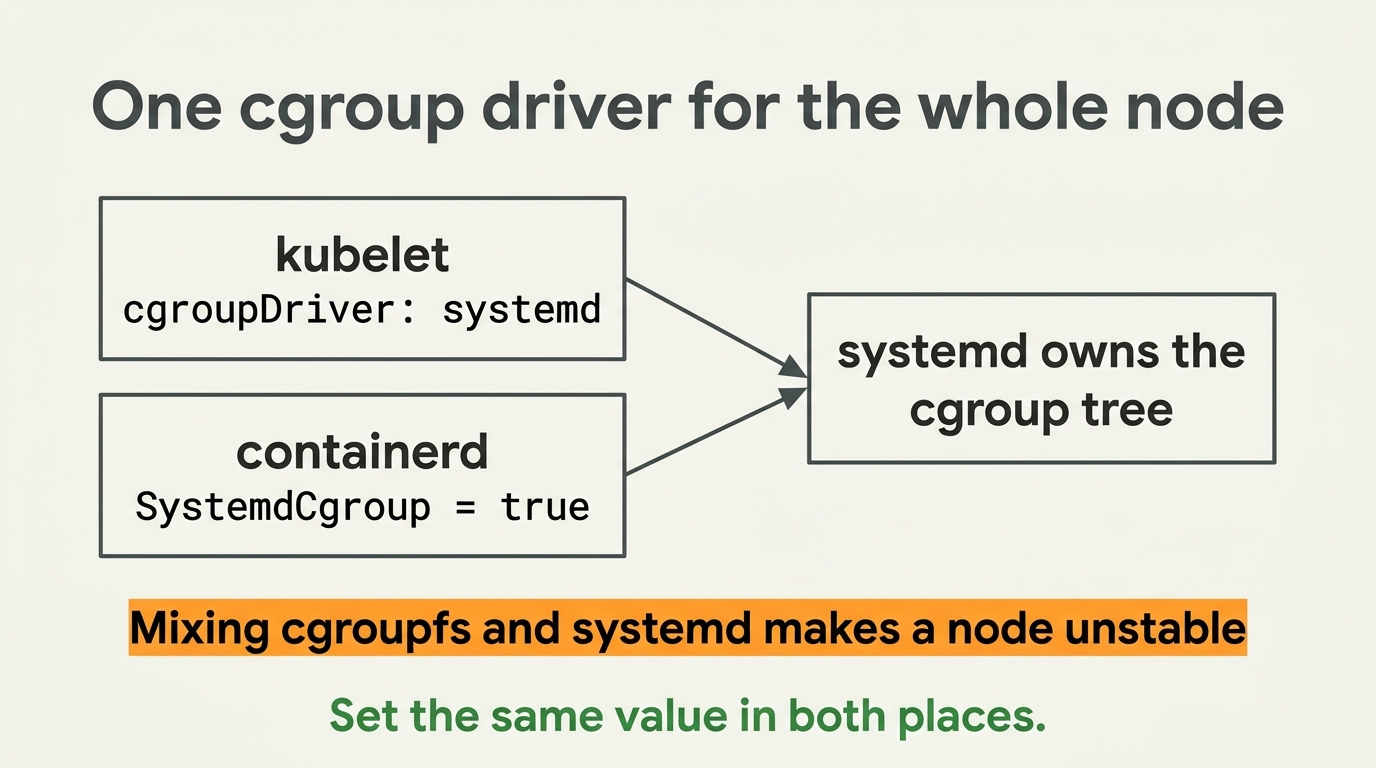 One cgroup driver for the whole node
kubelet
cgroupDriver: systemd
containerd
SystemdCgroup = true
systemd owns the
cgroup tree
Mixing cgroupfs and systemd makes a node unstable
Set the same value in both places.